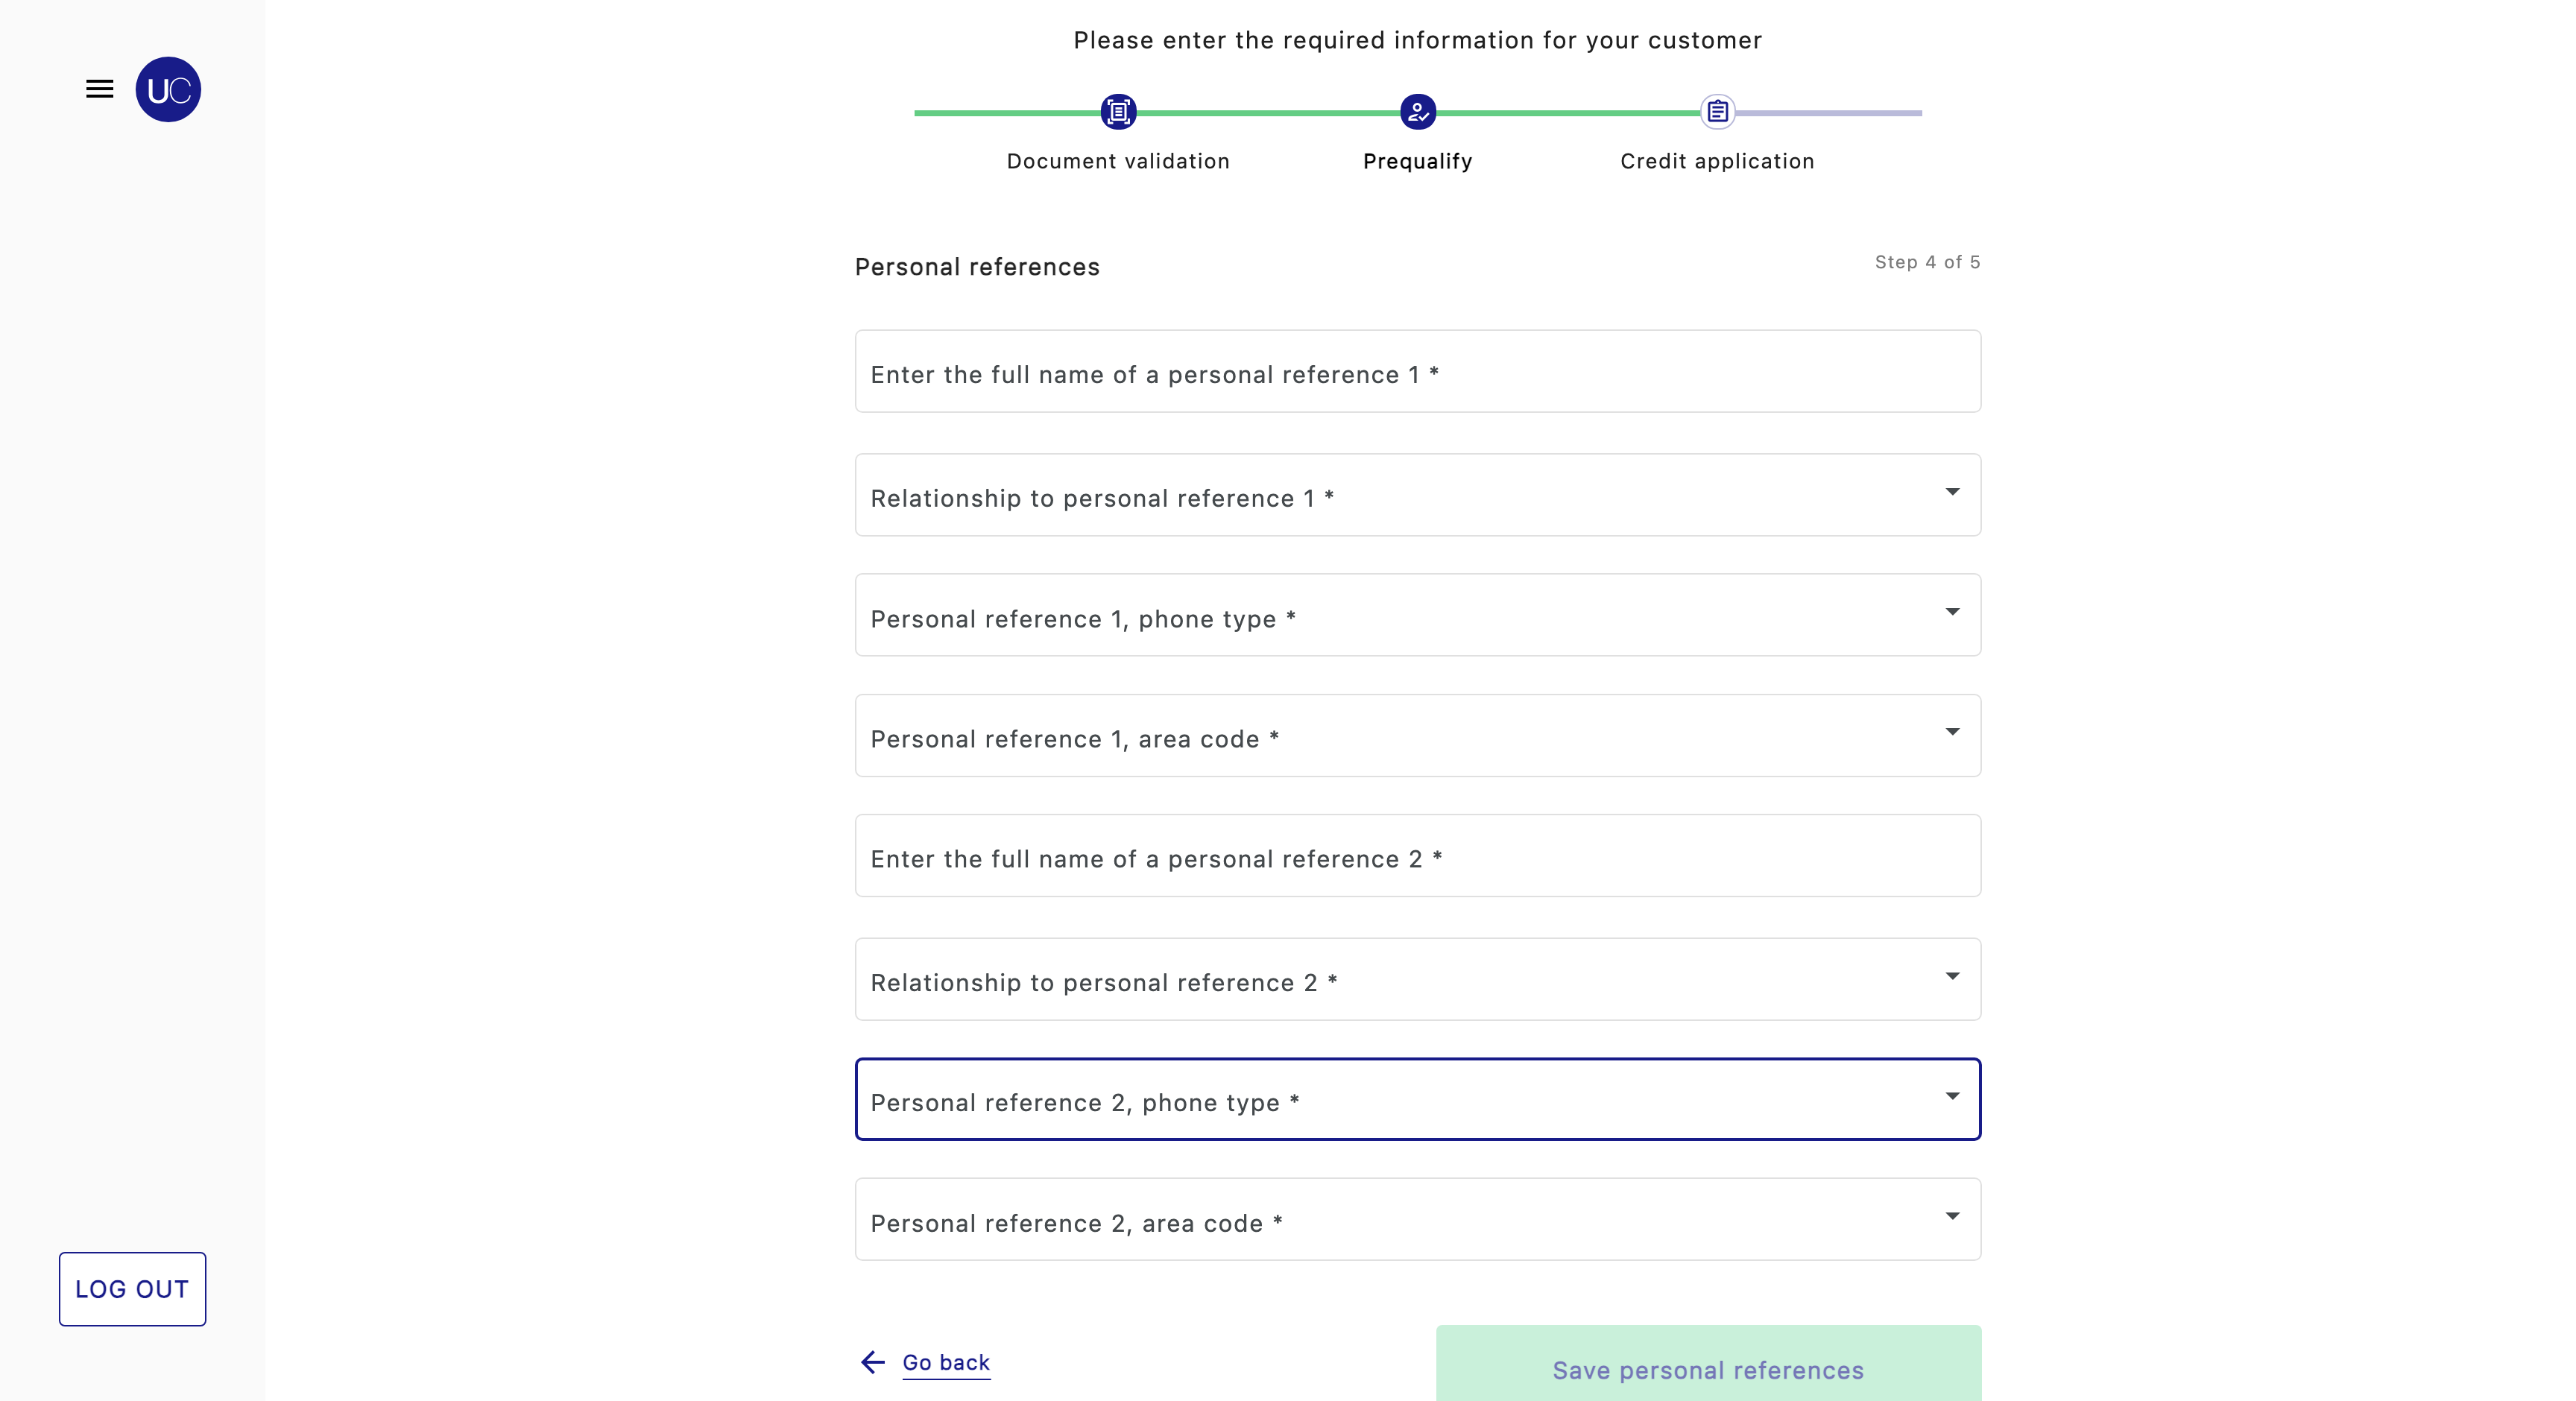 Please enter the required information for your customer
UC
Document validation
Prequalify
Credit application
Personal references
Step 4 of 5
Enter the full name of a personal reference 1 *
Relationship to personal reference 1 *
Personal reference 1, phone type *
Personal reference 1, area code *
Enter the full name of a personal reference 2 *
Relationship to personal reference 2 *
Personal reference 2, phone type *
Personal reference 2, area code *
LOG OUT
Go back
Save personal references